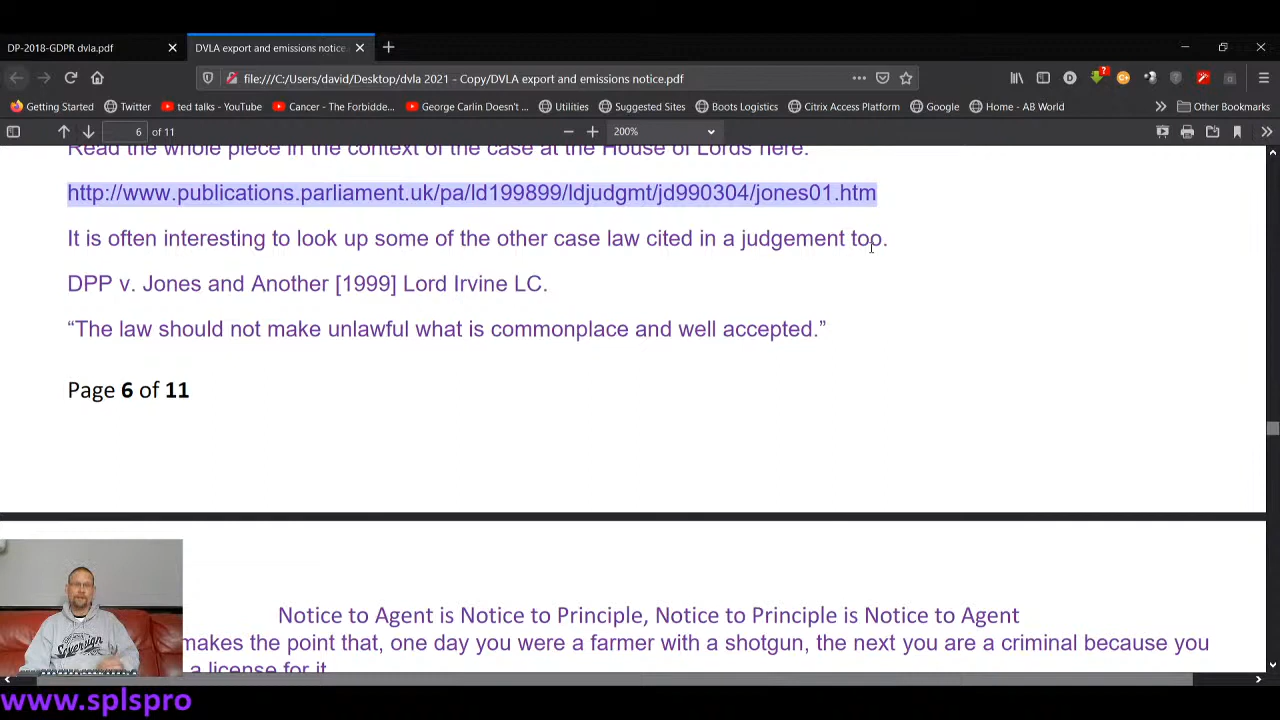 DP-2018-GDPR dvla.pdf
DVLA export and emissions notice.
file:///C:/Users/david/Desktop/dvla 2021 - Copy/DVLA export and emissions notice.pdf
Getting Started Twitter ted talks - YouTube Cancer - The Forbidde... George Carlin Doesn't ... Utilities Suggested Sites Boots Logistics Citrix Access Platform Google Home - AB World Other Bookmarks
6 of 11 200%
Read the whole piece in the context of the case at the House of Lords here.
http://www.publications.parliament.uk/pa/ld199899/ldjudgmt/jd990304/jones01.htm
It is often interesting to look up some of the other case law cited in a judgement too.
DPP v. Jones and Another [1999] Lord Irvine LC.
“The law should not make unlawful what is commonplace and well accepted.”
Page 6 of 11
Notice to Agent is Notice to Principle, Notice to Principle is Notice to Agent
makes the point that, one day you were a farmer with a shotgun, the next you are a criminal because you
a license for it
Sovereign
www.splspro